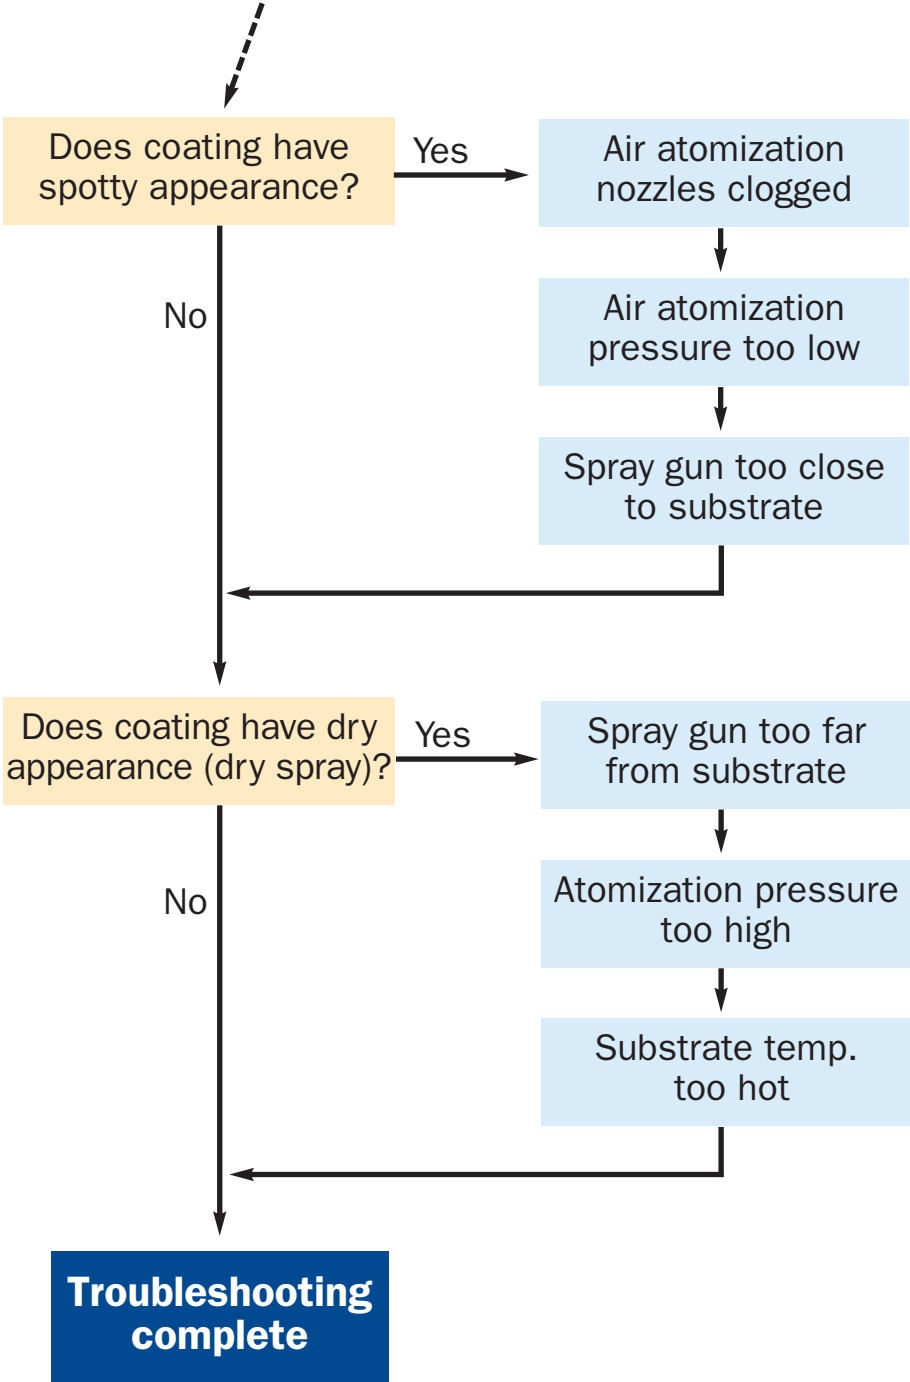 Does coating have
spotty appearance?
Yes
Air atomization
nozzles clogged
No
Air atomization
pressure too low
Spray gun too close
to substrate
Does coating have dry
appearance (dry spray)?
Yes
Spray gun too far
from substrate
No
Atomization pressure
too high
Substrate temp.
too hot
Troubleshooting
complete